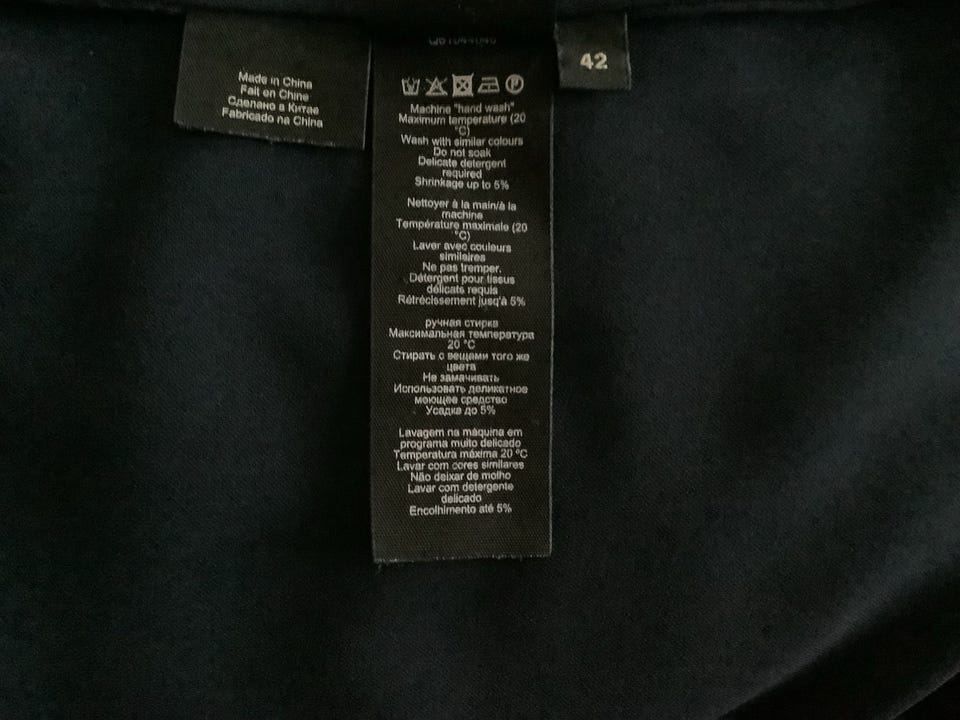 Made in China
Fait en Chine
Сделано в Китае
Fabricado na China
42
Machine "hand wash"
Maximum temperature (20
°C)
Wash with similar colours
Do not soak
Delicate detergent
required
Shrinkage up to 5%
Nettoyer à la main/à la
machine
Température maximale (20
°C)
Laver avec couleurs
similaires
Ne pas tremper.
Détergent pour tissus
délicats requis
Rétrécissement jusqu'à 5%
ручная стирка
Максимальная температура
20 °C
Стирать с вещами того же
цвета
Не замачивать
Использовать деликатное
моющее средство
Усадка до 5%
Lavagem na máquina em
programa muito delicado
Temperatura máxima 20 °C
Lavar com cores similares
Não deixar de molho
Lavar com detergente
delicado
Encolhimento até 5%